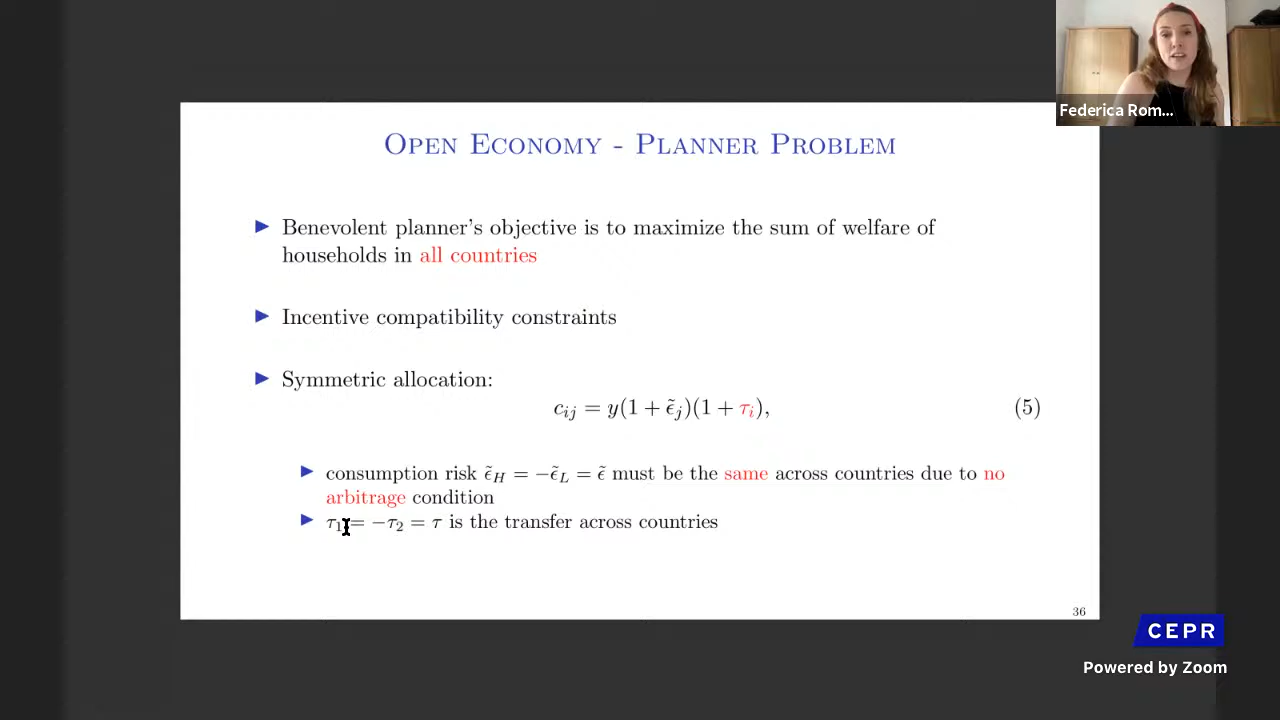 Federica Rom...
OPEN ECONOMY - PLANNER PROBLEM
▶ Benevolent planner's objective is to maximize the sum of welfare of
households in all countries
▶ Incentive compatibility constraints
▶ Symmetric allocation:
c_{ij} = y(1 + ε̃_j)(1 + τ_i), (5)
▶ consumption risk ε̃_H = −ε̃_L = ε̃ must be the same across countries due to no
arbitrage condition
▶ τ_1 = −τ_2 = τ is the transfer across countries
36
CEPR
Powered by Zoom